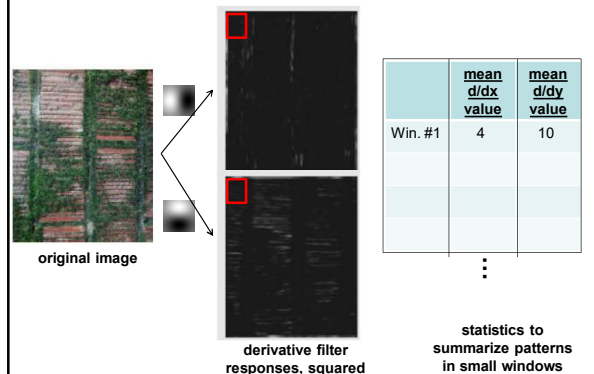 original image
derivative filter
responses, squared
mean
d/dx
value
mean
d/dy
value
Win. #1 4 10
⋮
statistics to
summarize patterns
in small windows